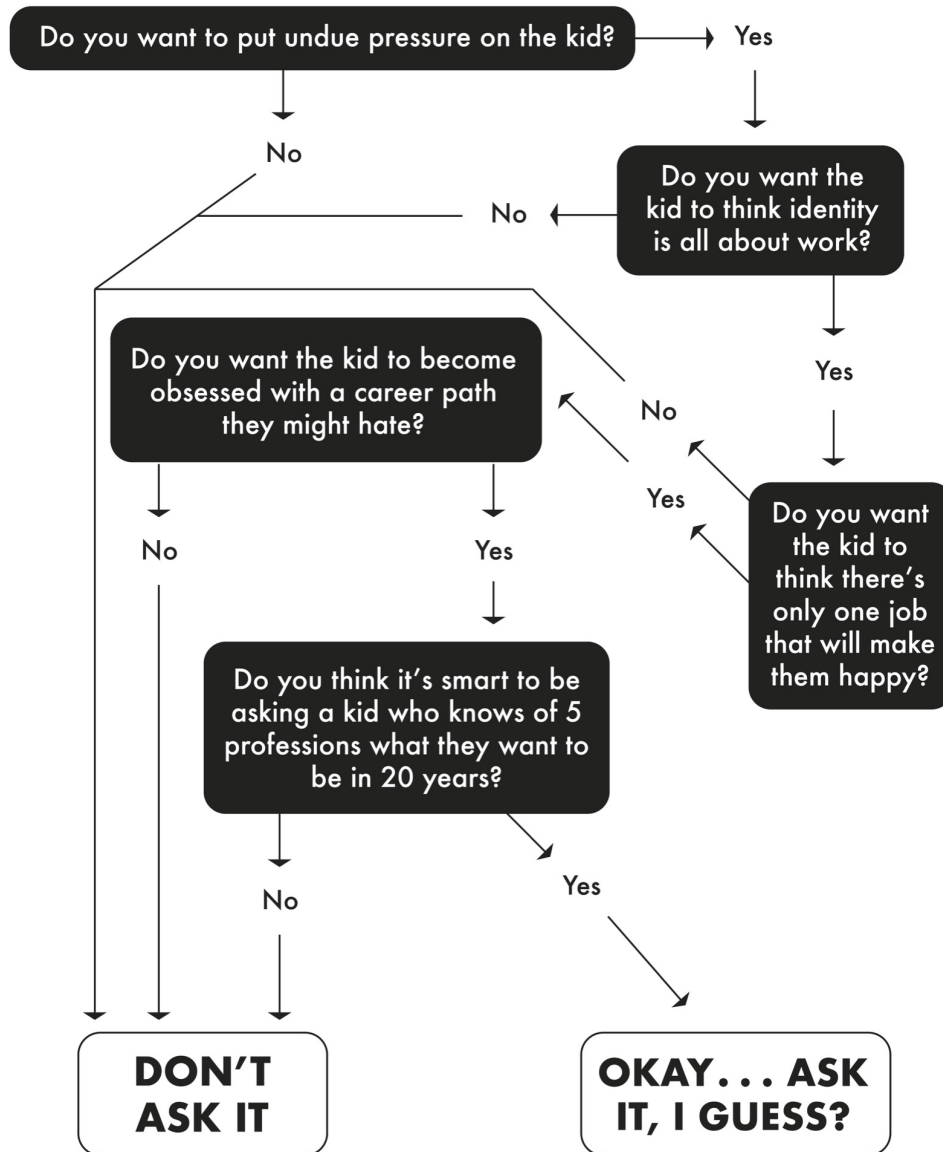 Do you want to put undue pressure on the kid?
Yes
No
Do you want the
kid to think identity
is all about work?
No
Yes
Do you want the kid to become
obsessed with a career path
they might hate?
No
Yes
Do you want
the kid to
think there's
only one job
that will make
them happy?
No
Yes
Do you think it's smart to be
asking a kid who knows of 5
professions what they want to
be in 20 years?
No
Yes
DON'T
ASK IT
OKAY... ASK
IT, I GUESS?